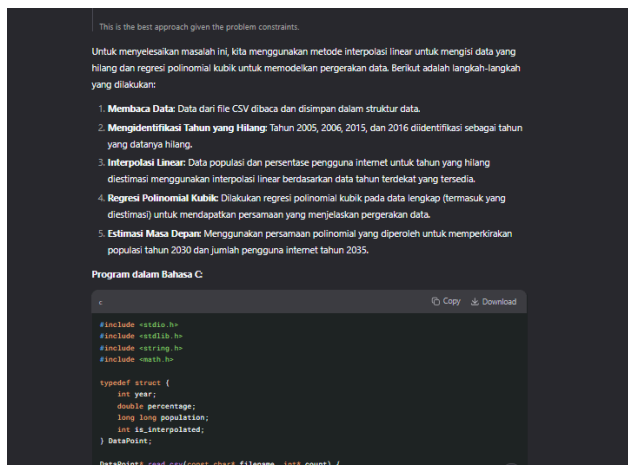 This is the best approach given the problem constraints.
Untuk menyelesaikan masalah ini, kita menggunakan metode interpolasi linear untuk mengisi data yang
hilang dan regresi polinomial kubik untuk memodelkan pergerakan data. Berikut adalah langkah-langkah
yang dilakukan:
1. Membaca Data: Data dari file CSV dibaca dan disimpan dalam struktur data.
2. Mengidentifikasi Tahun yang Hilang: Tahun 2005, 2006, 2015, dan 2016 diidentifikasi sebagai tahun
yang datanya hilang.
3. Interpolasi Linear: Data populasi dan persentase pengguna internet untuk tahun yang hilang
diestimasi menggunakan interpolasi linear berdasarkan data tahun terdekat yang tersedia.
4. Regresi Polinomial Kubik: Dilakukan regresi polinomial kubik pada data lengkap (termasuk yang
diestimasi) untuk mendapatkan persamaan yang menjelaskan pergerakan data.
5. Estimasi Masa Depan: Menggunakan persamaan polinomial yang diperoleh untuk memperkirakan
populasi tahun 2030 dan jumlah pengguna internet tahun 2035.
Program dalam Bahasa C:
c Copy Download
#include <stdio.h>
#include <stdlib.h>
#include <string.h>
#include <math.h>
typedef struct {
int year;
double percentage;
long long population;
int is_interpolated;
} DataPoint;
DataPoint* read_csv(const char* filename, int* count) {